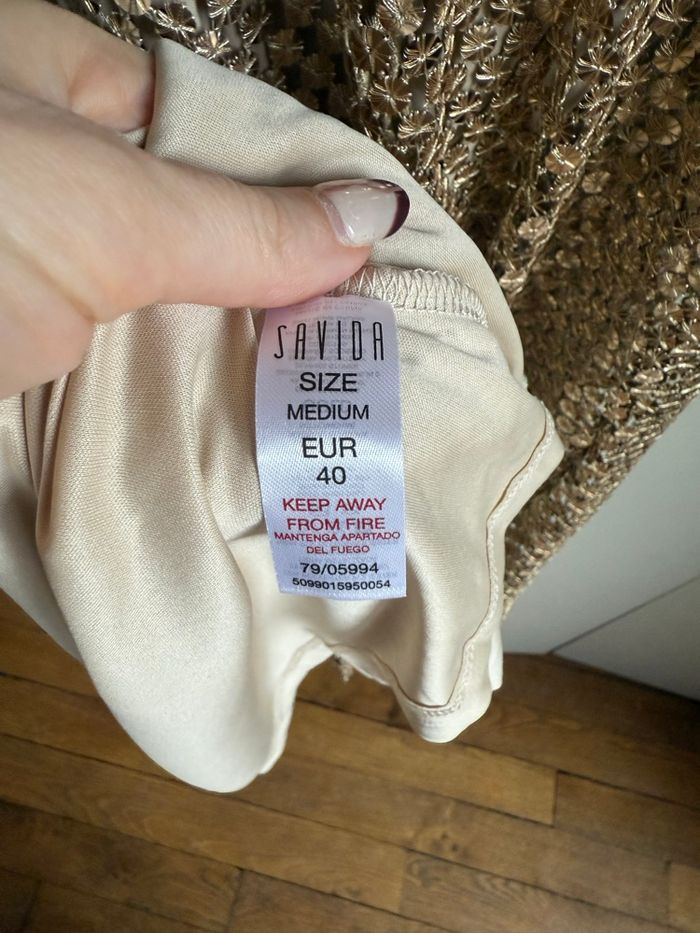 SAVIDA
SIZE
MEDIUM
EUR
40
KEEP AWAY
FROM FIRE
MANTENGA APARTADO
DEL FUEGO
79/05994
5099015950054